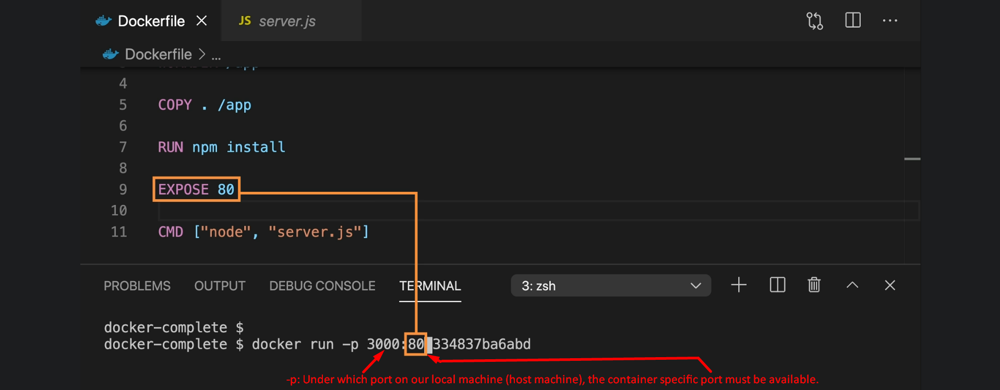 Dockerfile
JS server.js
Dockerfile > ...
4
5 COPY . /app
6
7 RUN npm install
8
9 EXPOSE 80
10
11 CMD ["node", "server.js"]
PROBLEMS OUTPUT DEBUG CONSOLE TERMINAL 3: zsh
docker-complete $
docker-complete $ docker run -p 3000:80 334837ba6abd
-p: Under which port on our local machine (host machine), the container specific port must be available.